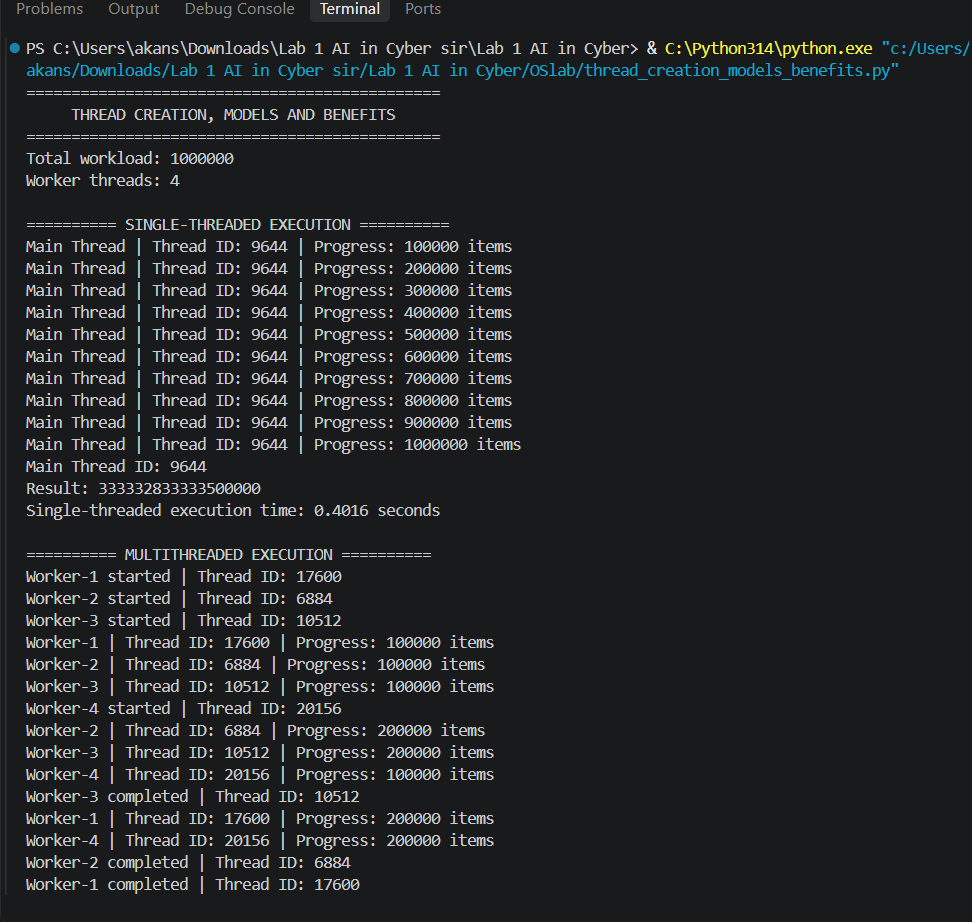 Problems Output Debug Console Terminal Ports
PS C:\Users\akans\Downloads\Lab 1 AI in Cyber sir\Lab 1 AI in Cyber> & C:\Python314\python.exe "c:/Users/
akans/Downloads/Lab 1 AI in Cyber sir/Lab 1 AI in Cyber/OSlab/thread_creation_models_benefits.py"
==============================================
THREAD CREATION, MODELS AND BENEFITS
==============================================
Total workload: 1000000
Worker threads: 4
========== SINGLE-THREADED EXECUTION ==========
Main Thread | Thread ID: 9644 | Progress: 100000 items
Main Thread | Thread ID: 9644 | Progress: 200000 items
Main Thread | Thread ID: 9644 | Progress: 300000 items
Main Thread | Thread ID: 9644 | Progress: 400000 items
Main Thread | Thread ID: 9644 | Progress: 500000 items
Main Thread | Thread ID: 9644 | Progress: 600000 items
Main Thread | Thread ID: 9644 | Progress: 700000 items
Main Thread | Thread ID: 9644 | Progress: 800000 items
Main Thread | Thread ID: 9644 | Progress: 900000 items
Main Thread | Thread ID: 9644 | Progress: 1000000 items
Main Thread ID: 9644
Result: 333332833333500000
Single-threaded execution time: 0.4016 seconds
========== MULTITHREADED EXECUTION ==========
Worker-1 started | Thread ID: 17600
Worker-2 started | Thread ID: 6884
Worker-3 started | Thread ID: 10512
Worker-1 | Thread ID: 17600 | Progress: 100000 items
Worker-2 | Thread ID: 6884 | Progress: 100000 items
Worker-3 | Thread ID: 10512 | Progress: 100000 items
Worker-4 started | Thread ID: 20156
Worker-2 | Thread ID: 6884 | Progress: 200000 items
Worker-3 | Thread ID: 10512 | Progress: 200000 items
Worker-4 | Thread ID: 20156 | Progress: 100000 items
Worker-3 completed | Thread ID: 10512
Worker-1 | Thread ID: 17600 | Progress: 200000 items
Worker-4 | Thread ID: 20156 | Progress: 200000 items
Worker-2 completed | Thread ID: 6884
Worker-1 completed | Thread ID: 17600